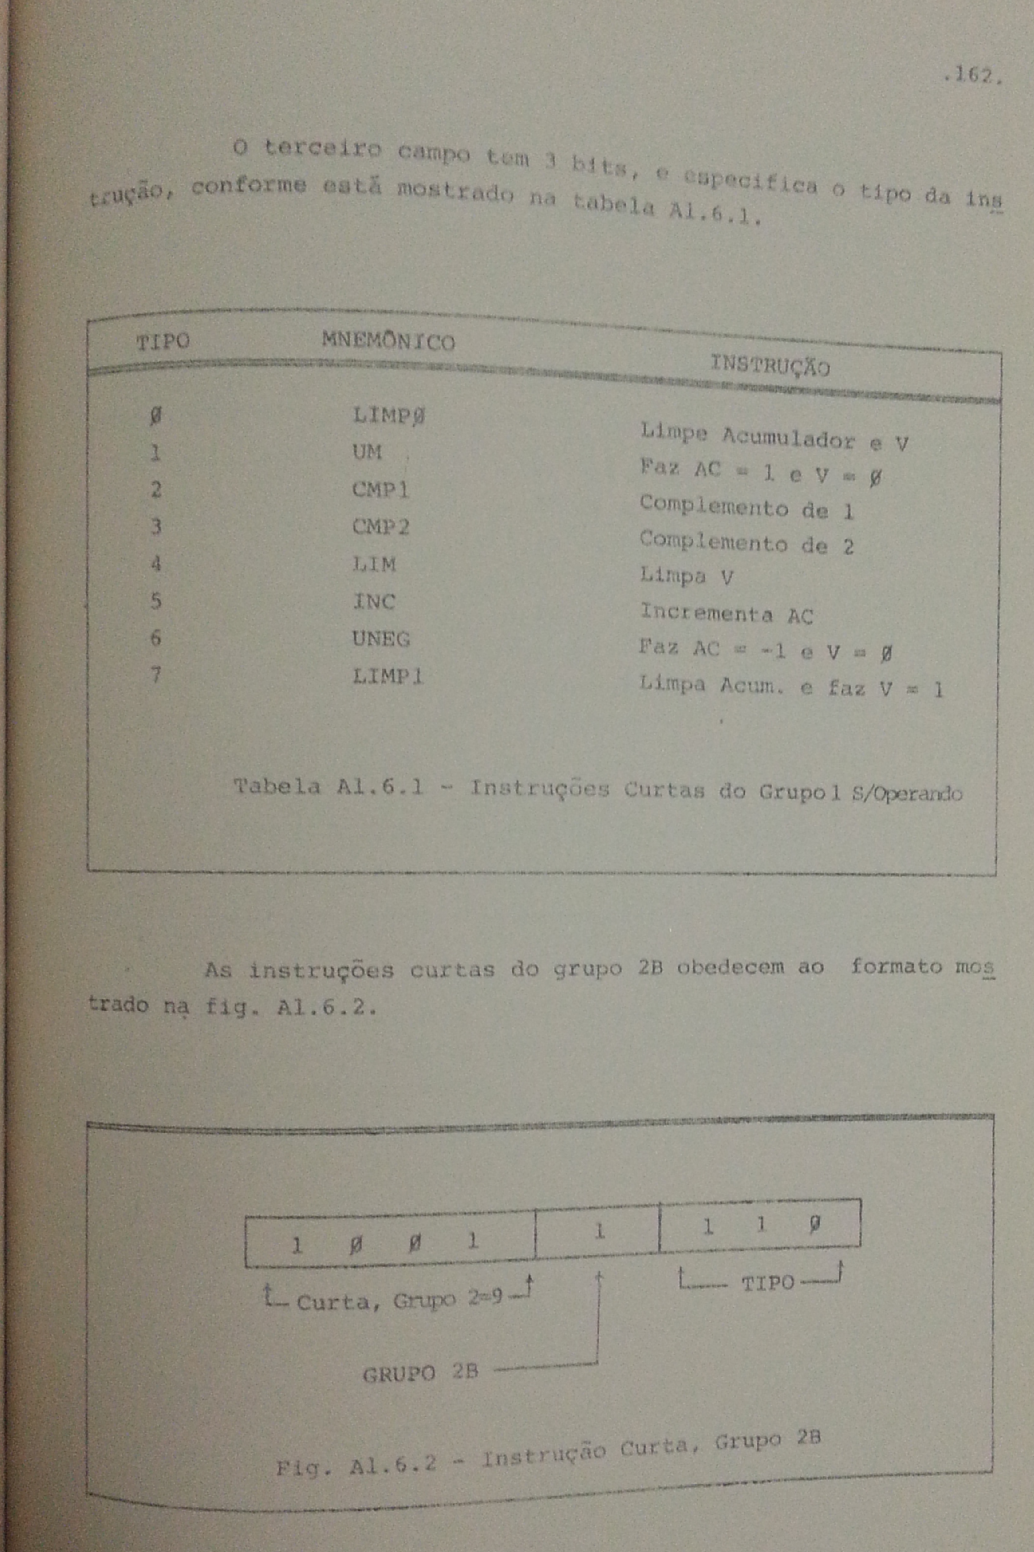 .162.
O terceiro campo tem 3 bits, e especifica o tipo da ins
trução, conforme está mostrado na tabela A1.6.1.
TIPO MNEMÔNICO INSTRUÇÃO
Ø LIMPØ Limpe Acumulador e V
1 UM Faz AC = 1 e V = Ø
2 CMP1 Complemento de 1
3 CMP2 Complemento de 2
4 LIM Limpa V
5 INC Incrementa AC
6 UNEG Faz AC = -1 e V = Ø
7 LIMP1 Limpa Acum. e faz V = 1
Tabela A1.6.1 - Instruções Curtas do Grupo 1 S/Operando
As instruções curtas do grupo 2B obedecem ao formato mos
trado na fig. A1.6.2.
1 Ø Ø 1 1 1 1 Ø
Curta, Grupo 2=9 TIPO
GRUPO 2B
Fig. A1.6.2 - Instrução Curta, Grupo 2B